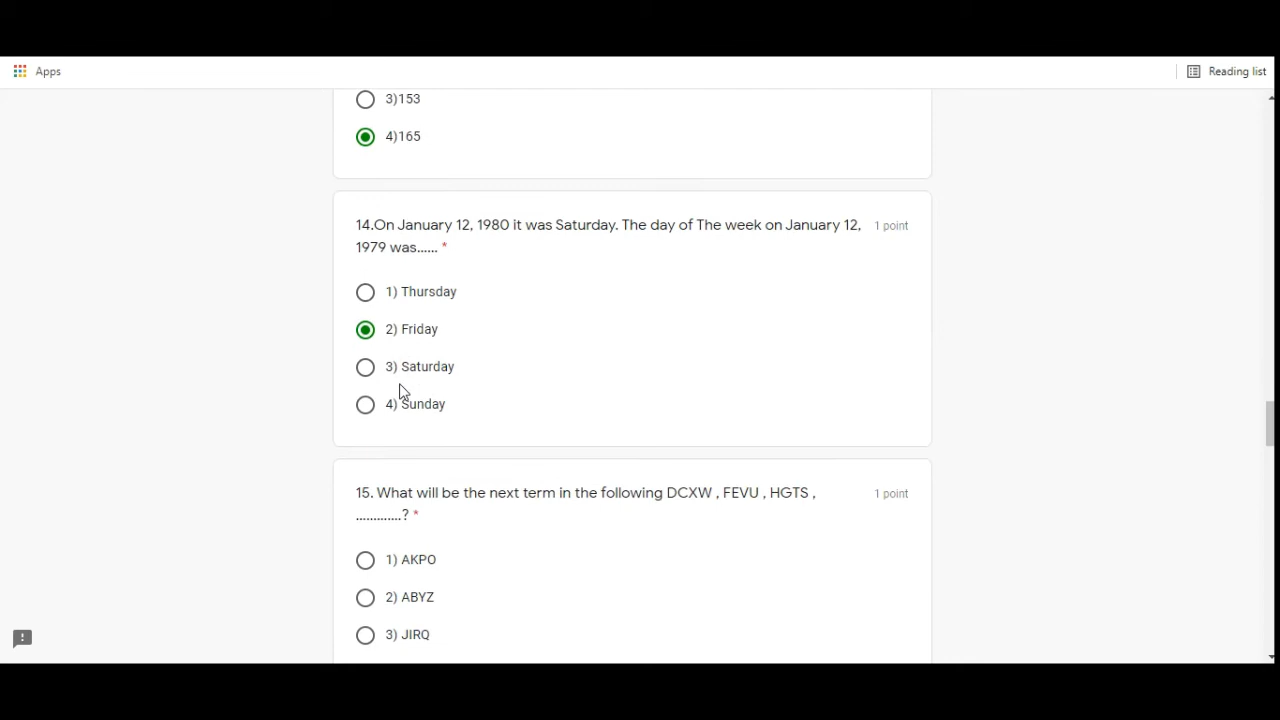 Apps
Reading list
3)153
4)165
14.On January 12, 1980 it was Saturday. The day of The week on January 12, 1 point
1979 was...... *
1) Thursday
2) Friday
3) Saturday
4) Sunday
15. What will be the next term in the following DCXW , FEVU , HGTS , 1 point
.............? *
1) AKPO
2) ABYZ
3) JIRQ